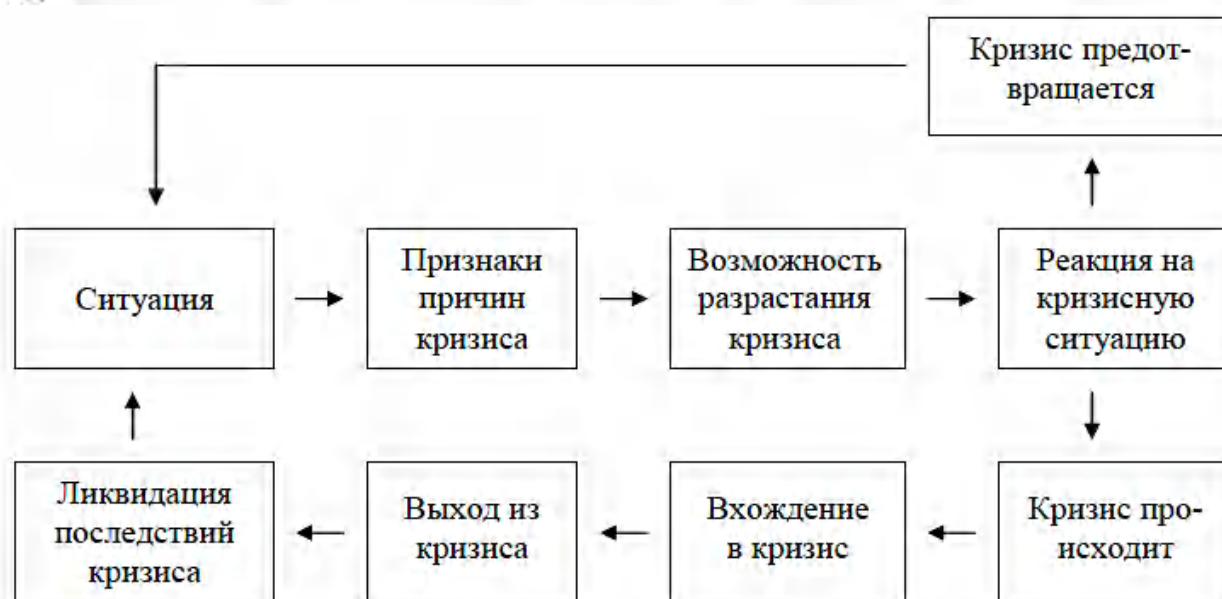 Кризис предот-
вращается
Ситуация
Признаки
причин
кризиса
Возможность
разрастания
кризиса
Реакция на
кризисную
ситуацию
Ликвидация
последствий
кризиса
Выход из
кризиса
Вхождение
в кризис
Кризис про-
исходит